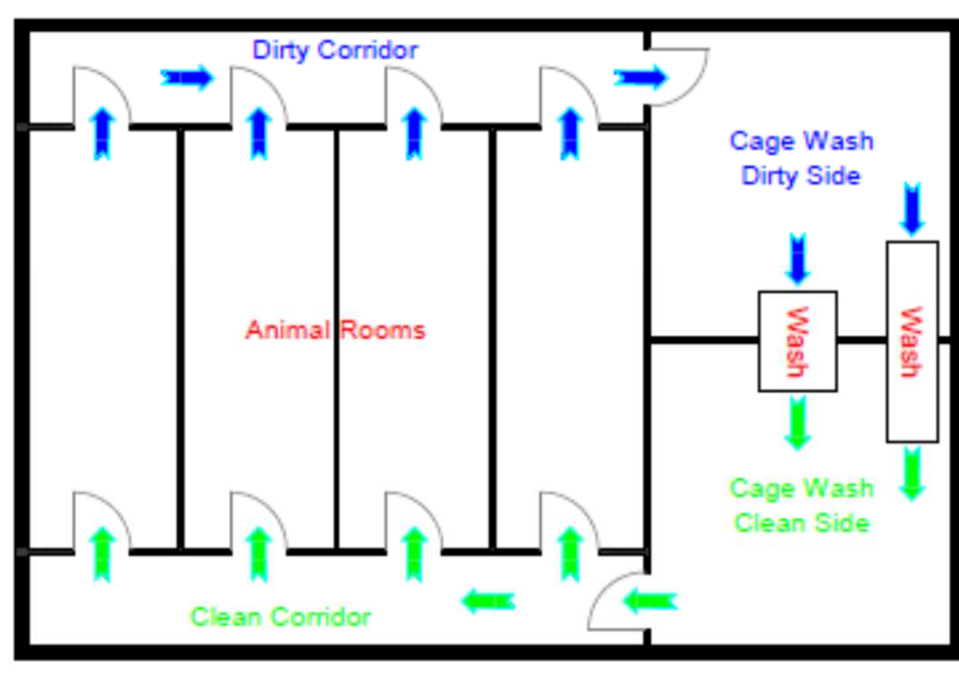 Dirty Corridor
Cage Wash
Dirty Side
Animal Rooms
Wash
Wash
Cage Wash
Clean Side
Clean Corridor